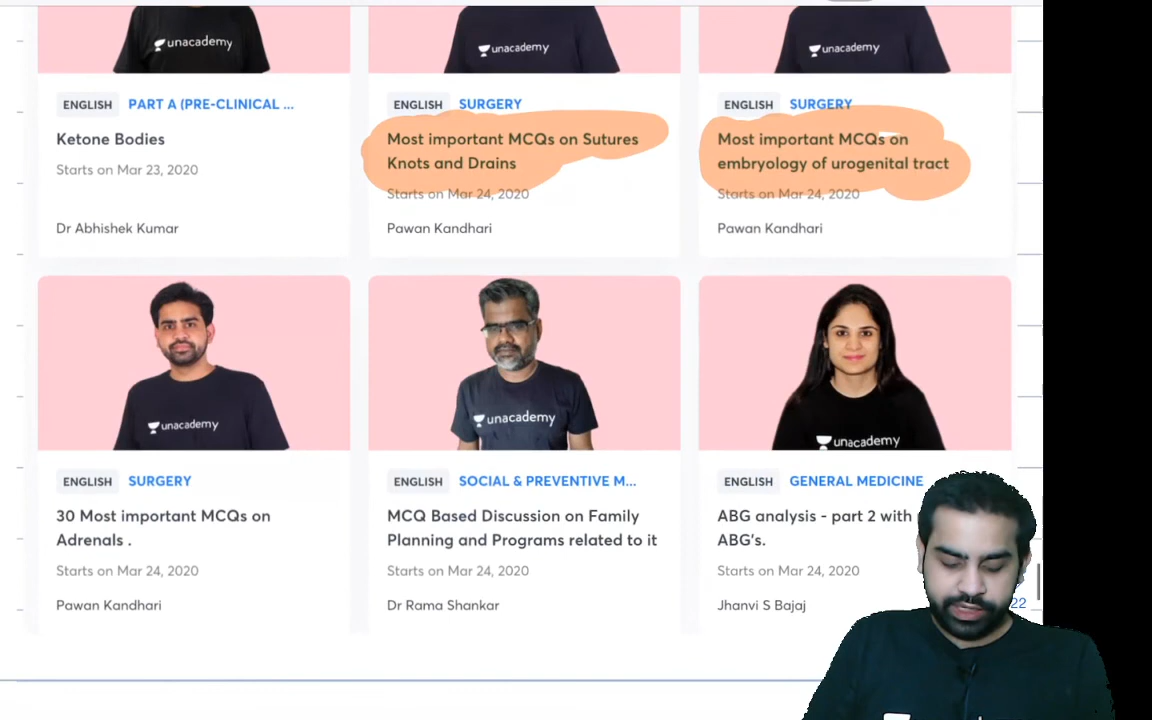 unacademy
unacademy
unacademy
ENGLISH PART A (PRE-CLINICAL ...
Ketone Bodies
Starts on Mar 23, 2020
Dr Abhishek Kumar
ENGLISH SURGERY
Most important MCQs on Sutures
Knots and Drains
Starts on Mar 24, 2020
Pawan Kandhari
ENGLISH SURGERY
Most important MCQs on
embryology of urogenital tract
Starts on Mar 24, 2020
Pawan Kandhari
unacademy
unacademy
unacademy
ENGLISH SURGERY
30 Most important MCQs on
Adrenals .
Starts on Mar 24, 2020
Pawan Kandhari
ENGLISH SOCIAL & PREVENTIVE M...
MCQ Based Discussion on Family
Planning and Programs related to it
Starts on Mar 24, 2020
Dr Rama Shankar
ENGLISH GENERAL MEDICINE
ABG analysis - part 2 with
ABG's.
Starts on Mar 24, 2020
Jhanvi S Bajaj
22